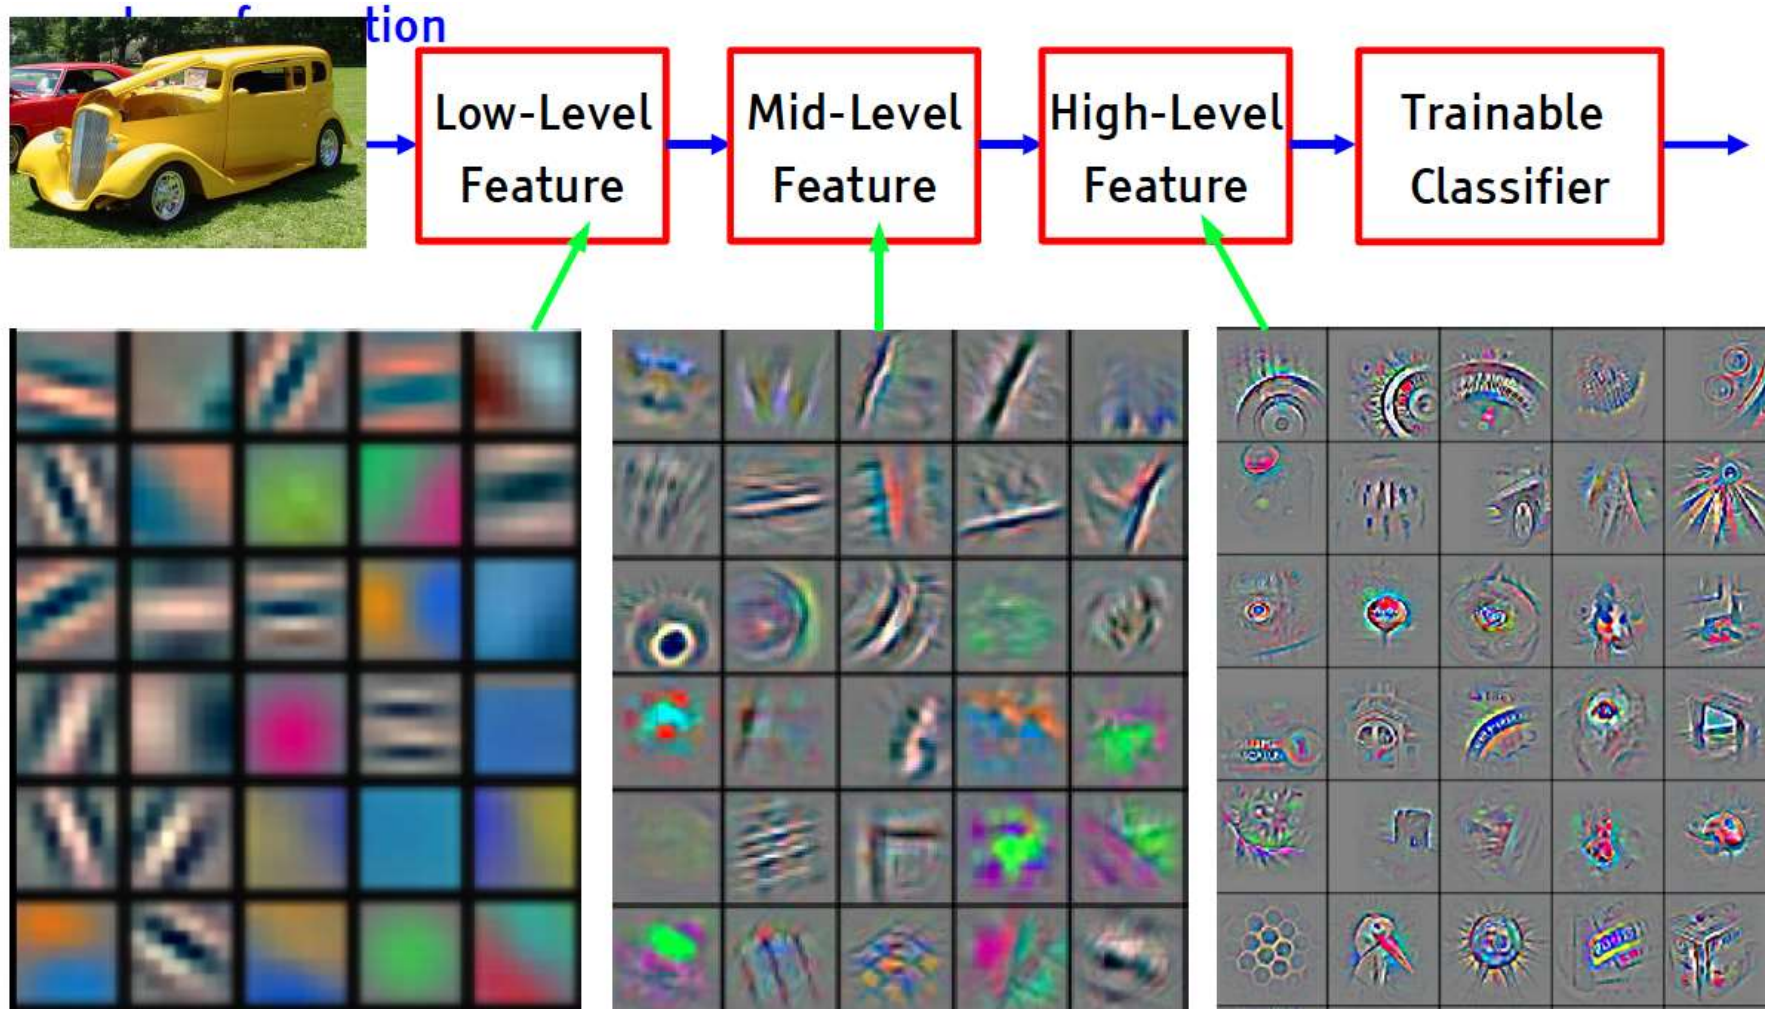 tion
Low-Level
Feature
Mid-Level
Feature
High-Level
Feature
Trainable
Classifier